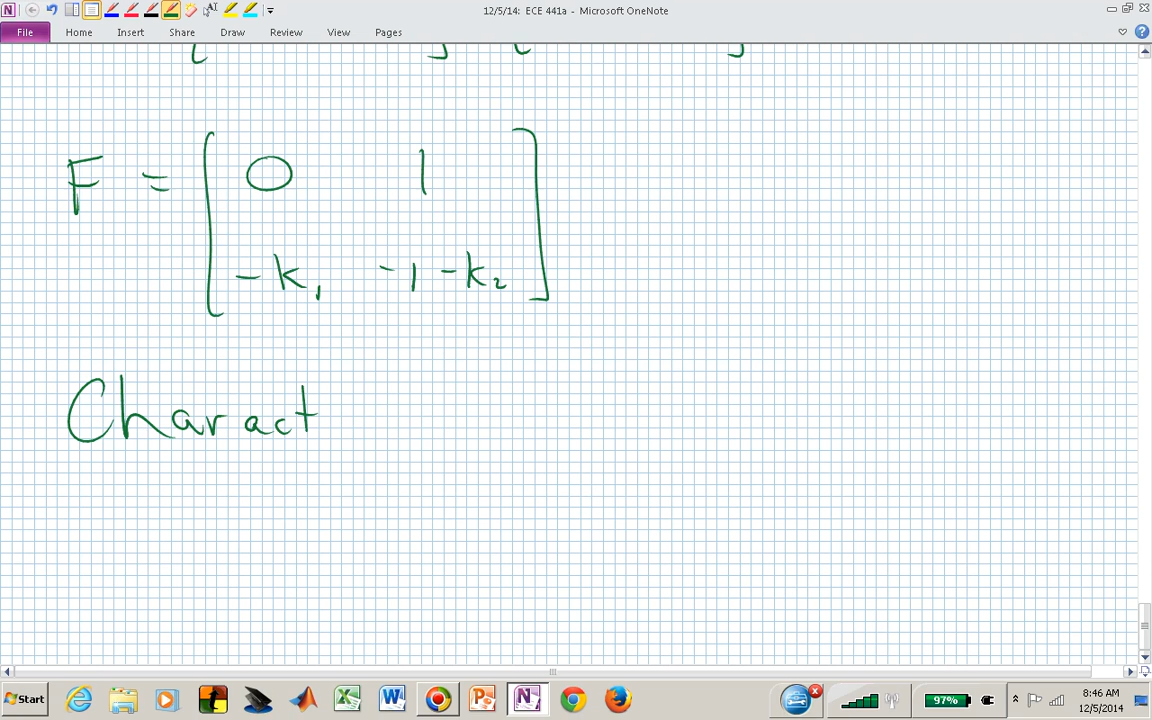 12/5/14: ECE 441a - Microsoft OneNote
File Home Insert Share Draw Review View Pages
F = [ 0 1
-k₁ -1 -k₂ ]
Charact
Start
97%
8:46 AM
12/5/2014